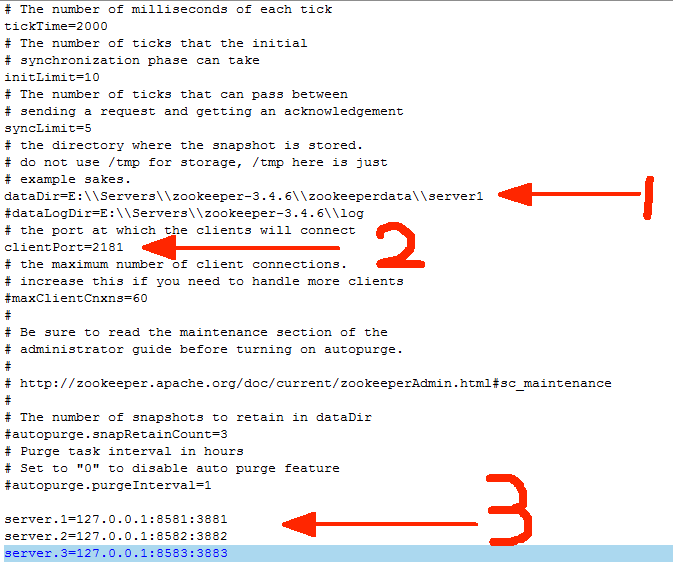 # The number of milliseconds of each tick
tickTime=2000
# The number of ticks that the initial
# synchronization phase can take
initLimit=10
# The number of ticks that can pass between
# sending a request and getting an acknowledgement
syncLimit=5
# the directory where the snapshot is stored.
# do not use /tmp for storage, /tmp here is just
# example sakes.
dataDir=E:\\Servers\\zookeeper-3.4.6\\zookeeperdata\\server1 1
#dataLogDir=E:\\Servers\\zookeeper-3.4.6\\log
# the port at which the clients will connect
clientPort=2181 2
# the maximum number of client connections.
# increase this if you need to handle more clients
#maxClientCnxns=60
#
# Be sure to read the maintenance section of the
# administrator guide before turning on autopurge.
#
# http://zookeeper.apache.org/doc/current/zookeeperAdmin.html#sc_maintenance
#
# The number of snapshots to retain in dataDir
#autopurge.snapRetainCount=3
# Purge task interval in hours
# Set to "0" to disable auto purge feature
#autopurge.purgeInterval=1
server.1=127.0.0.1:8581:3881 3
server.2=127.0.0.1:8582:3882
server.3=127.0.0.1:8583:3883